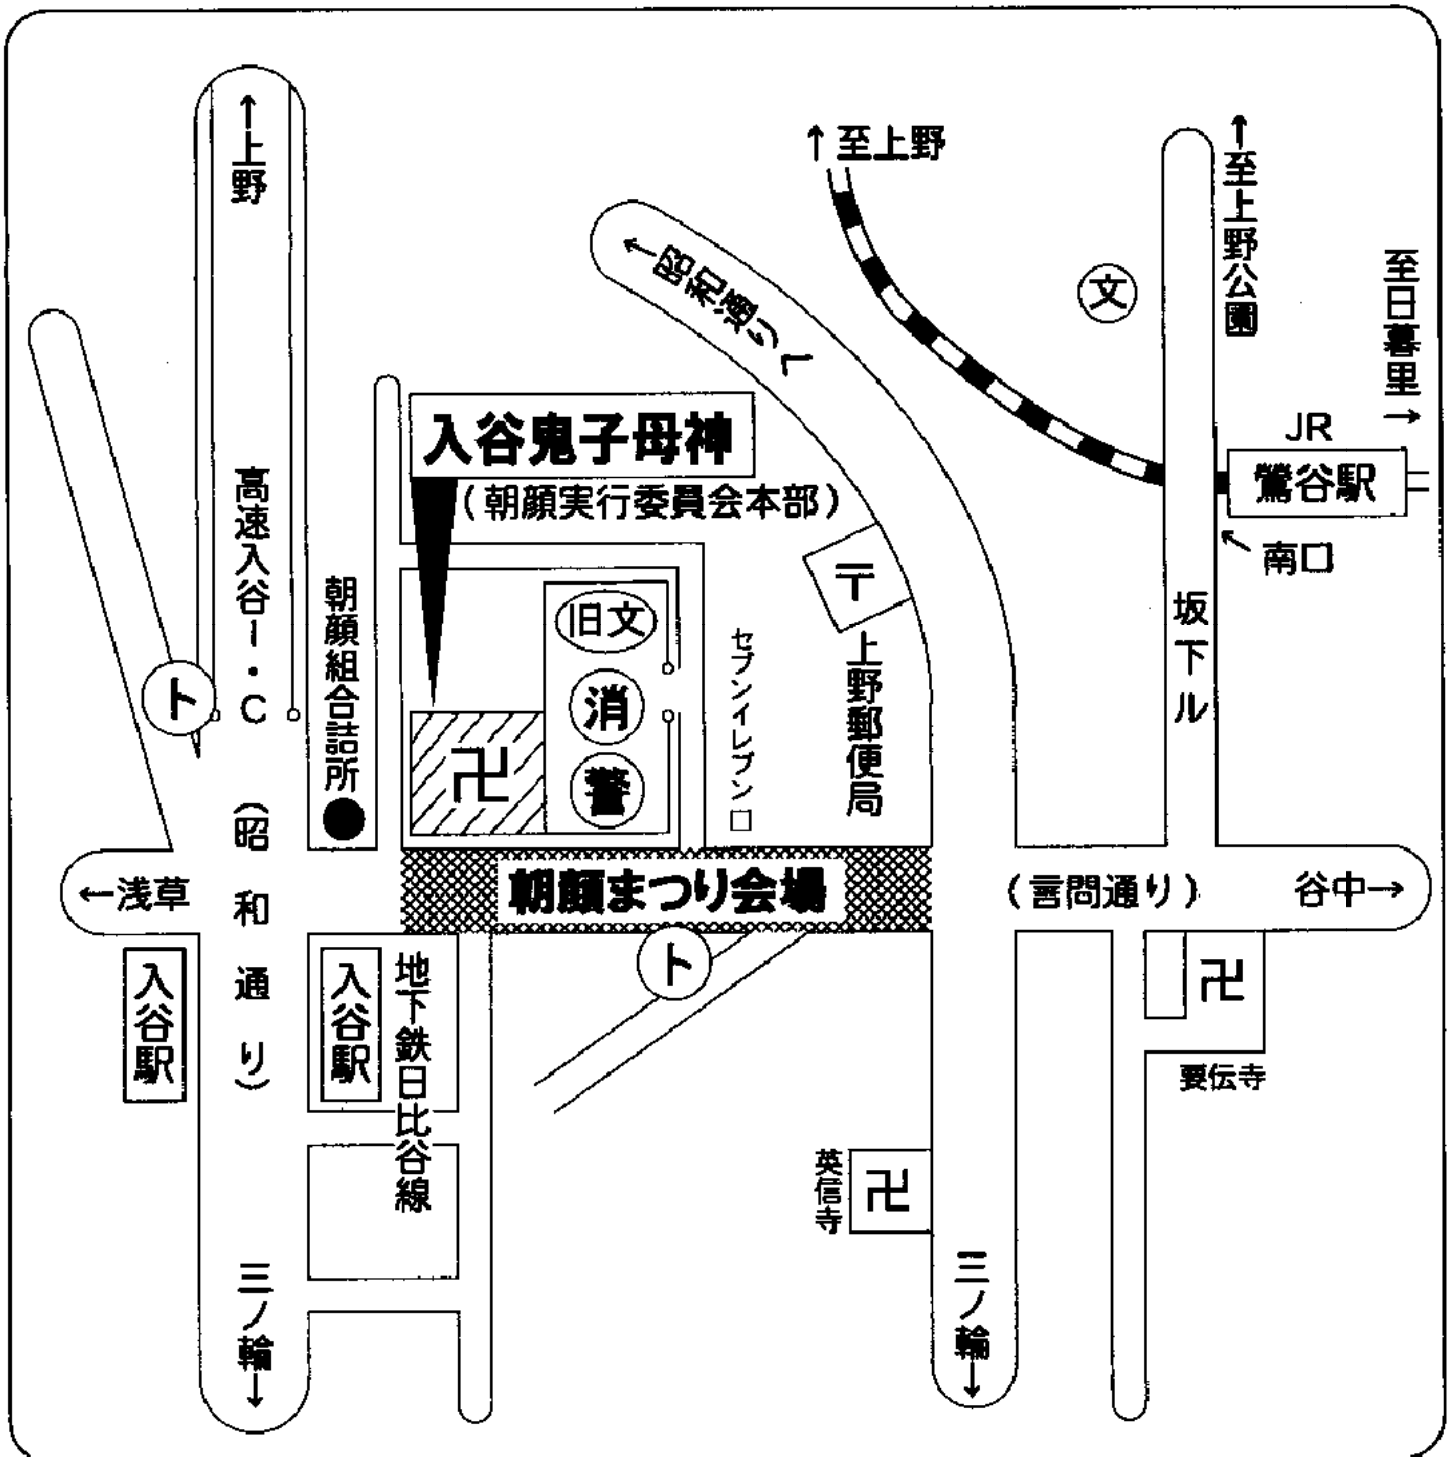 ↑上野
↑至上野
↑至上野公園
至日暮里→
←昭和通りへ
文
JR
鶯谷駅
南口
入谷鬼子母神
(朝顔実行委員会本部)
高速入谷I・C
(昭和通り)
朝顔組合詰所
ト
旧文
消
警
卍
セブンイレブン
〒
上野郵便局
坂下ル
←浅草
朝顔まつり会場
(言問通り)
谷中→
入谷駅
入谷駅
地下鉄日比谷線
ト
卍
要伝寺
英信寺
卍
三ノ輪→
三ノ輪→